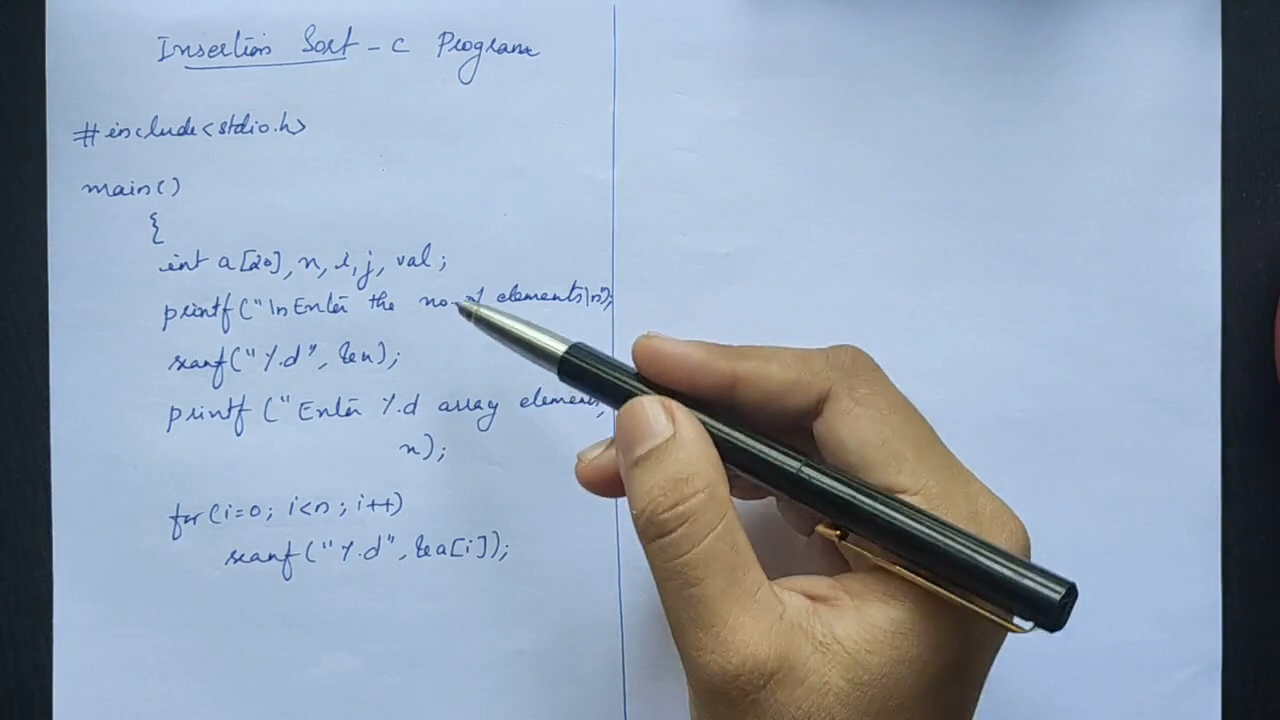 Insertion Sort - C Program
#include<stdio.h>
main()
{
int a[20], n, i, j, val;
printf("\nEnter the no. of elements\n");
scanf("%d", &n);
printf("Enter %d array elements,
n);
for(i=0; i<n; i++)
scanf("%d", &a[i]);